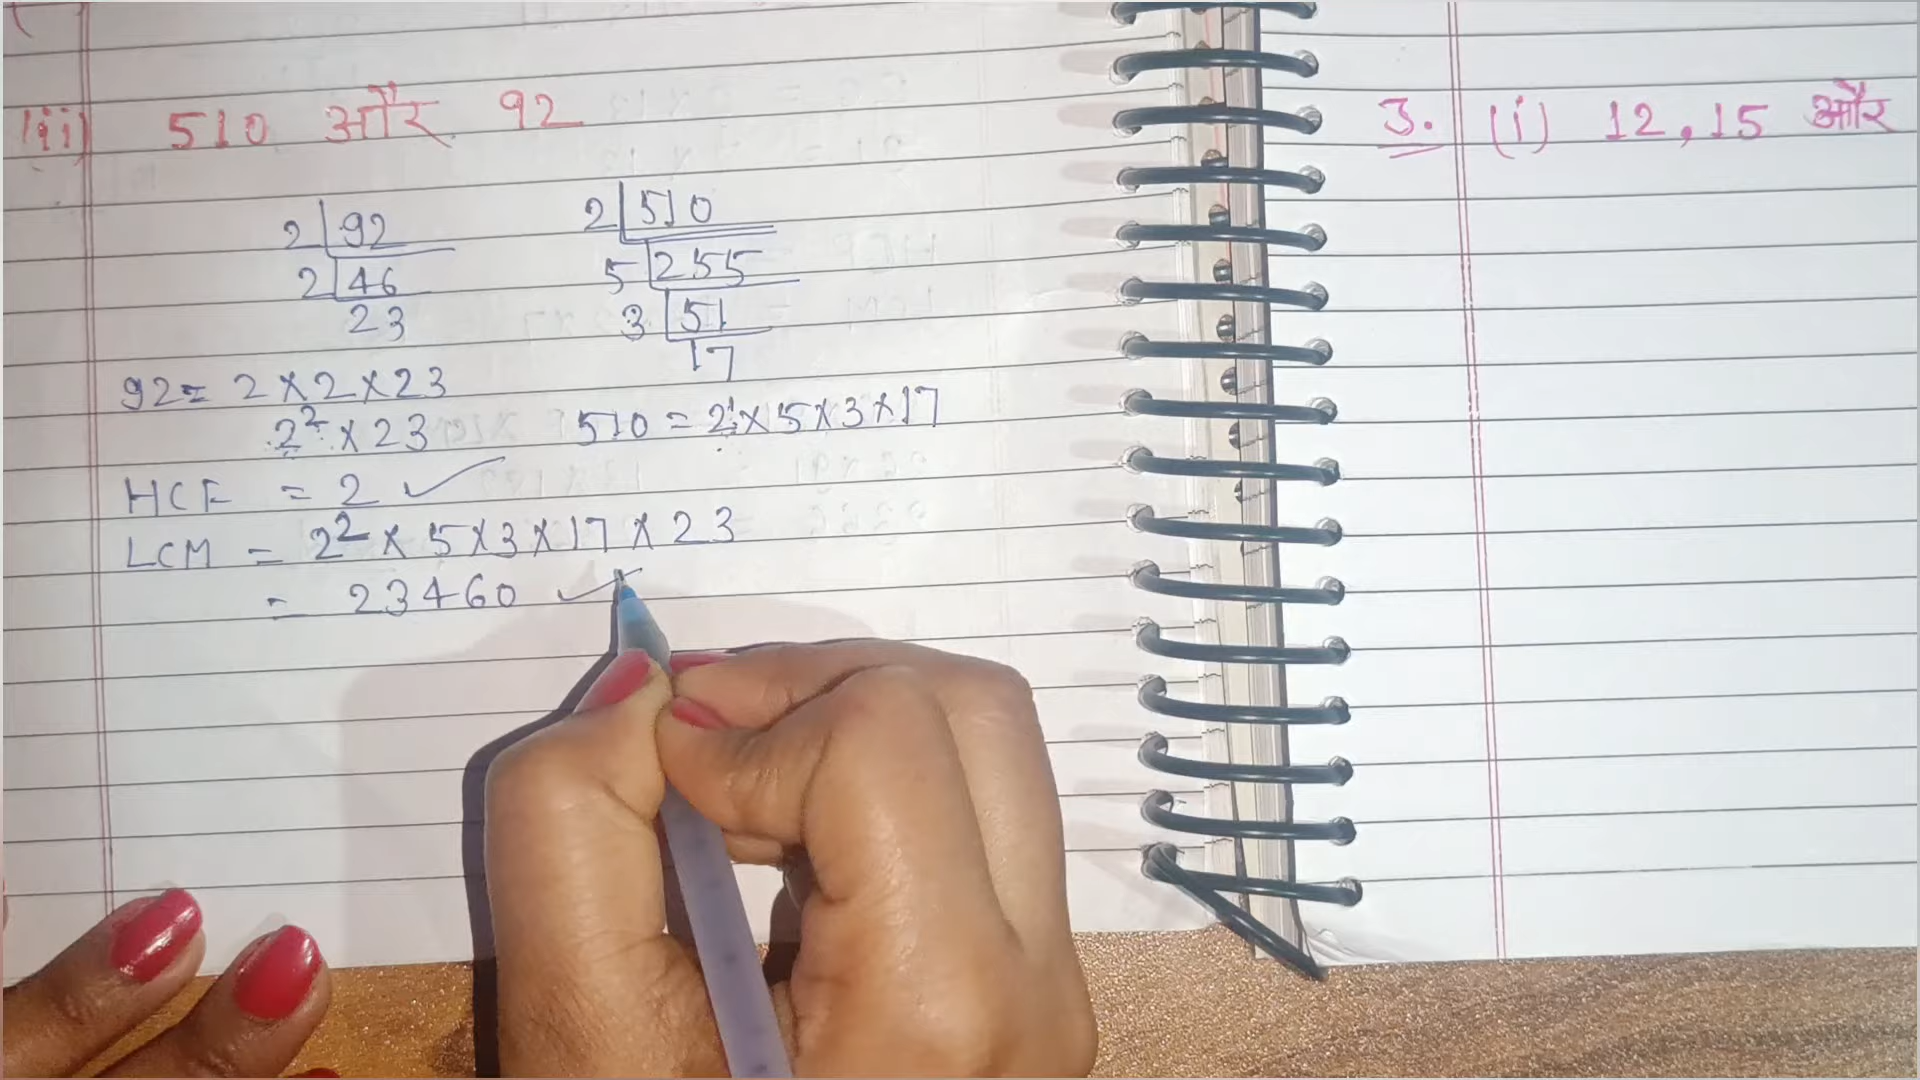 (ii) 510 और 92
2 92
2 46
23
2 510
5 255
3 51
17
92 = 2 × 2 × 23
2² × 23
510 = 2¹ × 5 × 3 × 17
HCF = 2 ✓
LCM = 2² × 5 × 3 × 17 × 23
= 23460 ✓
3. (i) 12, 15 और